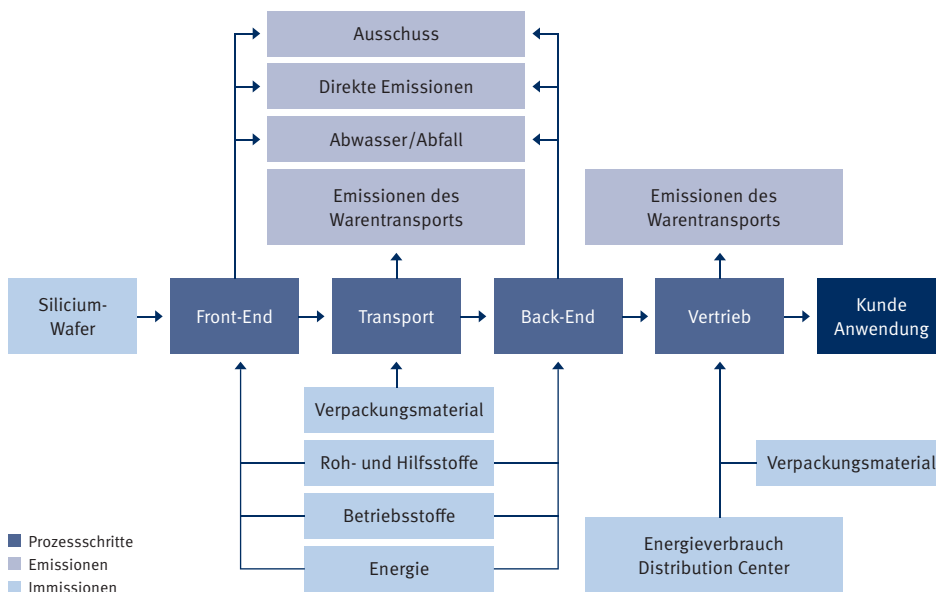 Ausschuss
Direkte Emissionen
Abwasser/Abfall
Emissionen des
Warentransports
Emissionen des
Warentransports
Silicium-
Wafer
Front-End
Transport
Back-End
Vertrieb
Kunde
Anwendung
Verpackungsmaterial
Roh- und Hilfsstoffe
Betriebsstoffe
Energie
Verpackungsmaterial
Energieverbrauch
Distribution Center
Prozessschritte
Emissionen
Immissionen